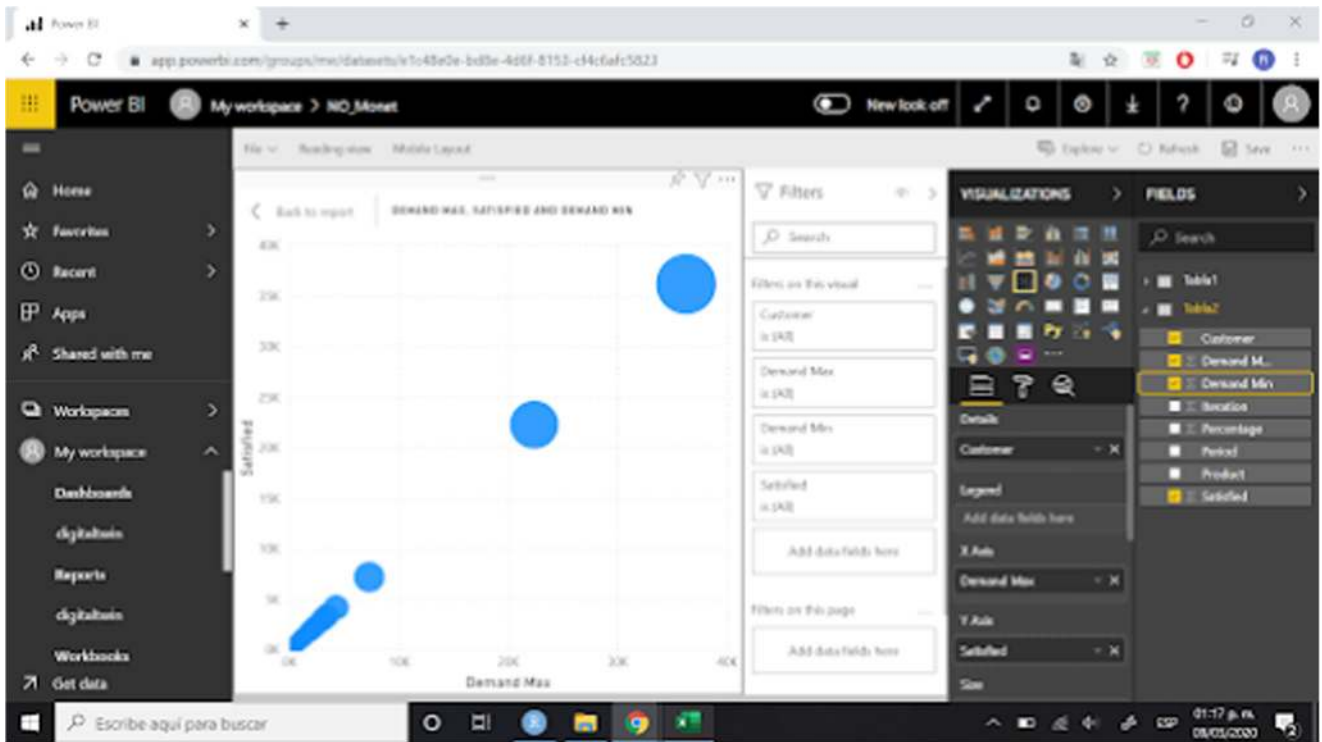 Power BI
app.powerbi.com/groups/me/datasets/
Power BI
My workspace > NO_Monet
New look off
File
Reading view
Mobile Layout
Explore
Refresh
Save
Home
Favorites
Recent
Apps
Shared with me
Workspaces
My workspace
Dashboards
digitaltwin
Reports
digitaltwin
Workbooks
Get data
Back to report
DEMAND MAX, SATISFIED AND DEMAND MIN
40K
35K
30K
25K
20K
15K
10K
5K
0K
Satisfied
0K
10K
20K
30K
40K
Demand Max
Filters
Search
Filters on this visual
Customer
is (All)
Demand Max
is (All)
Demand Min
is (All)
Satisfied
is (All)
Add data fields here
Filters on this page
Add data fields here
VISUALIZATIONS
Details
Customer
Legend
Add data fields here
X Axis
Demand Max
Y Axis
Satisfied
Size
FIELDS
Search
Tabla1
Tabla2
Customer
Demand M...
Demand Min
Iteration
Percentage
Period
Product
Satisfied
Escribe aquí para buscar
ESP
01:17 p. m.
08/03/2020